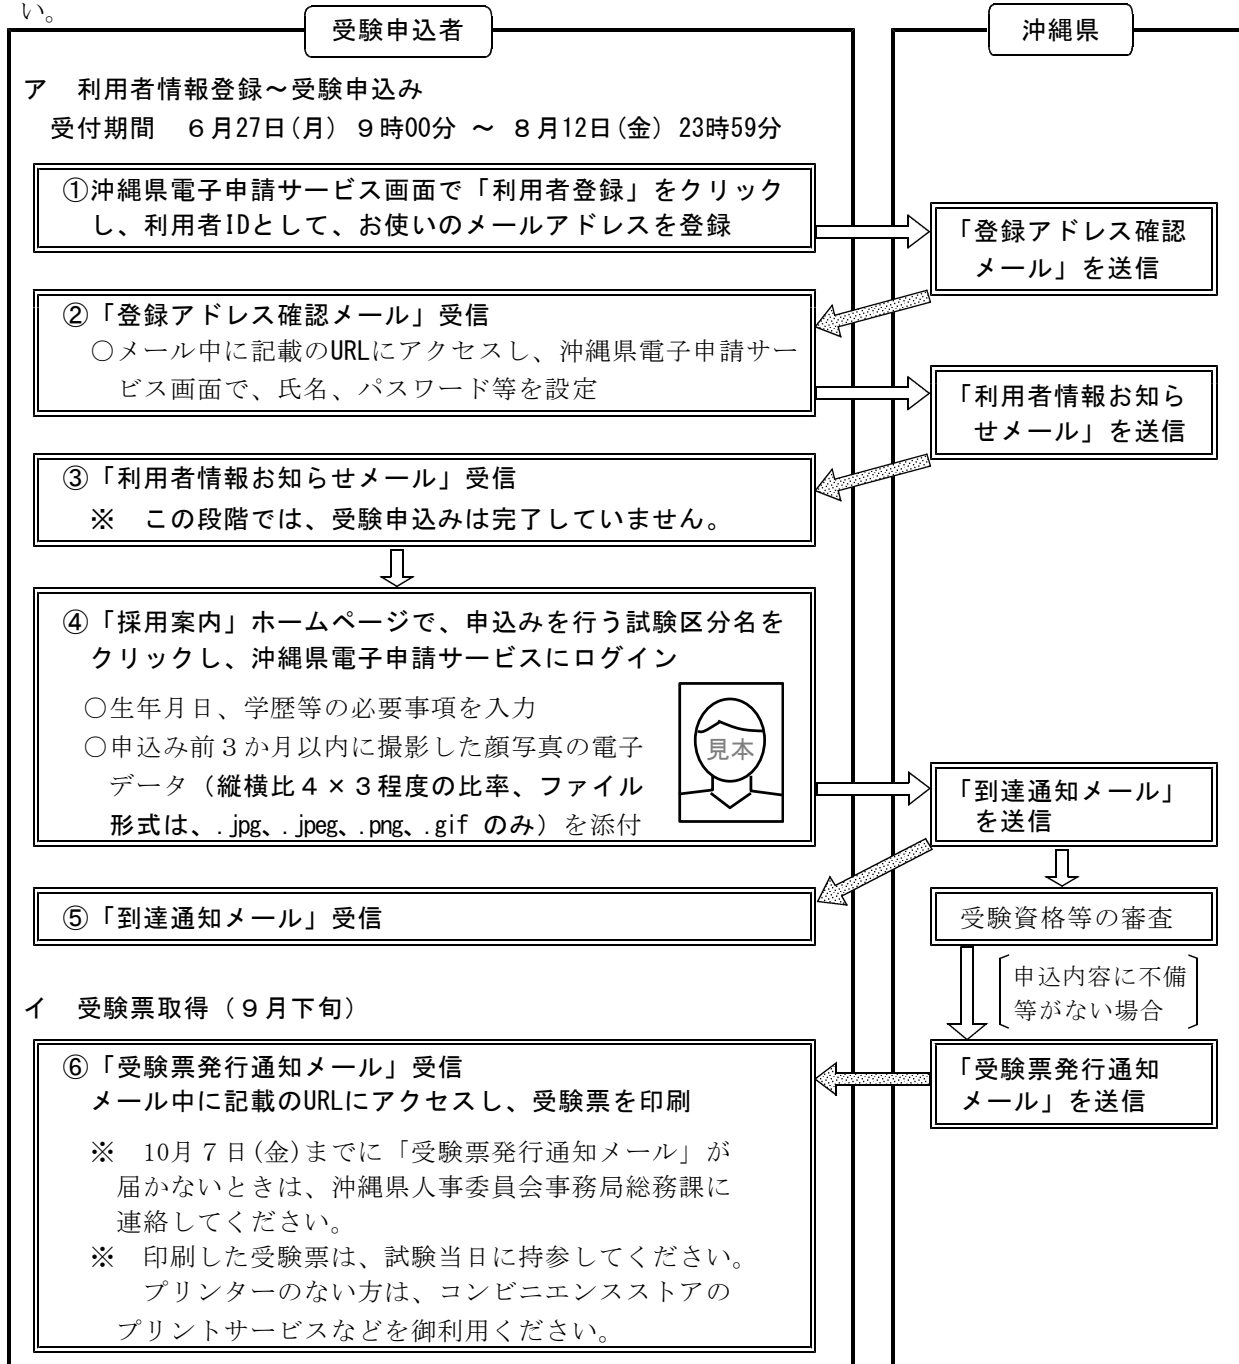 い。
受験申込者
沖縄県
ア　利用者情報登録～受験申込み
受付期間　６月27日(月) ９時00分 ～ ８月12日(金) 23時59分
①沖縄県電子申請サービス画面で「利用者登録」をクリック
し、利用者IDとして、お使いのメールアドレスを登録
「登録アドレス確認
メール」を送信
②「登録アドレス確認メール」受信
○メール中に記載のURLにアクセスし、沖縄県電子申請サー
ビス画面で、氏名、パスワード等を設定
「利用者情報お知ら
せメール」を送信
③「利用者情報お知らせメール」受信
※　この段階では、受験申込みは完了していません。
④「採用案内」ホームページで、申込みを行う試験区分名を
クリックし、沖縄県電子申請サービスにログイン
○生年月日、学歴等の必要事項を入力
○申込み前３か月以内に撮影した顔写真の電子
データ（縦横比４×３程度の比率、ファイル
形式は、.jpg、.jpeg、.png、.gif のみ）を添付
見本
「到達通知メール」
を送信
⑤「到達通知メール」受信
受験資格等の審査
申込内容に不備
等がない場合
イ　受験票取得（９月下旬）
⑥「受験票発行通知メール」受信
メール中に記載のURLにアクセスし、受験票を印刷
「受験票発行通知
メール」を送信
※　10月７日(金)までに「受験票発行通知メール」が
届かないときは、沖縄県人事委員会事務局総務課に
連絡してください。
※　印刷した受験票は、試験当日に持参してください。
プリンターのない方は、コンビニエンスストアの
プリントサービスなどを御利用ください。